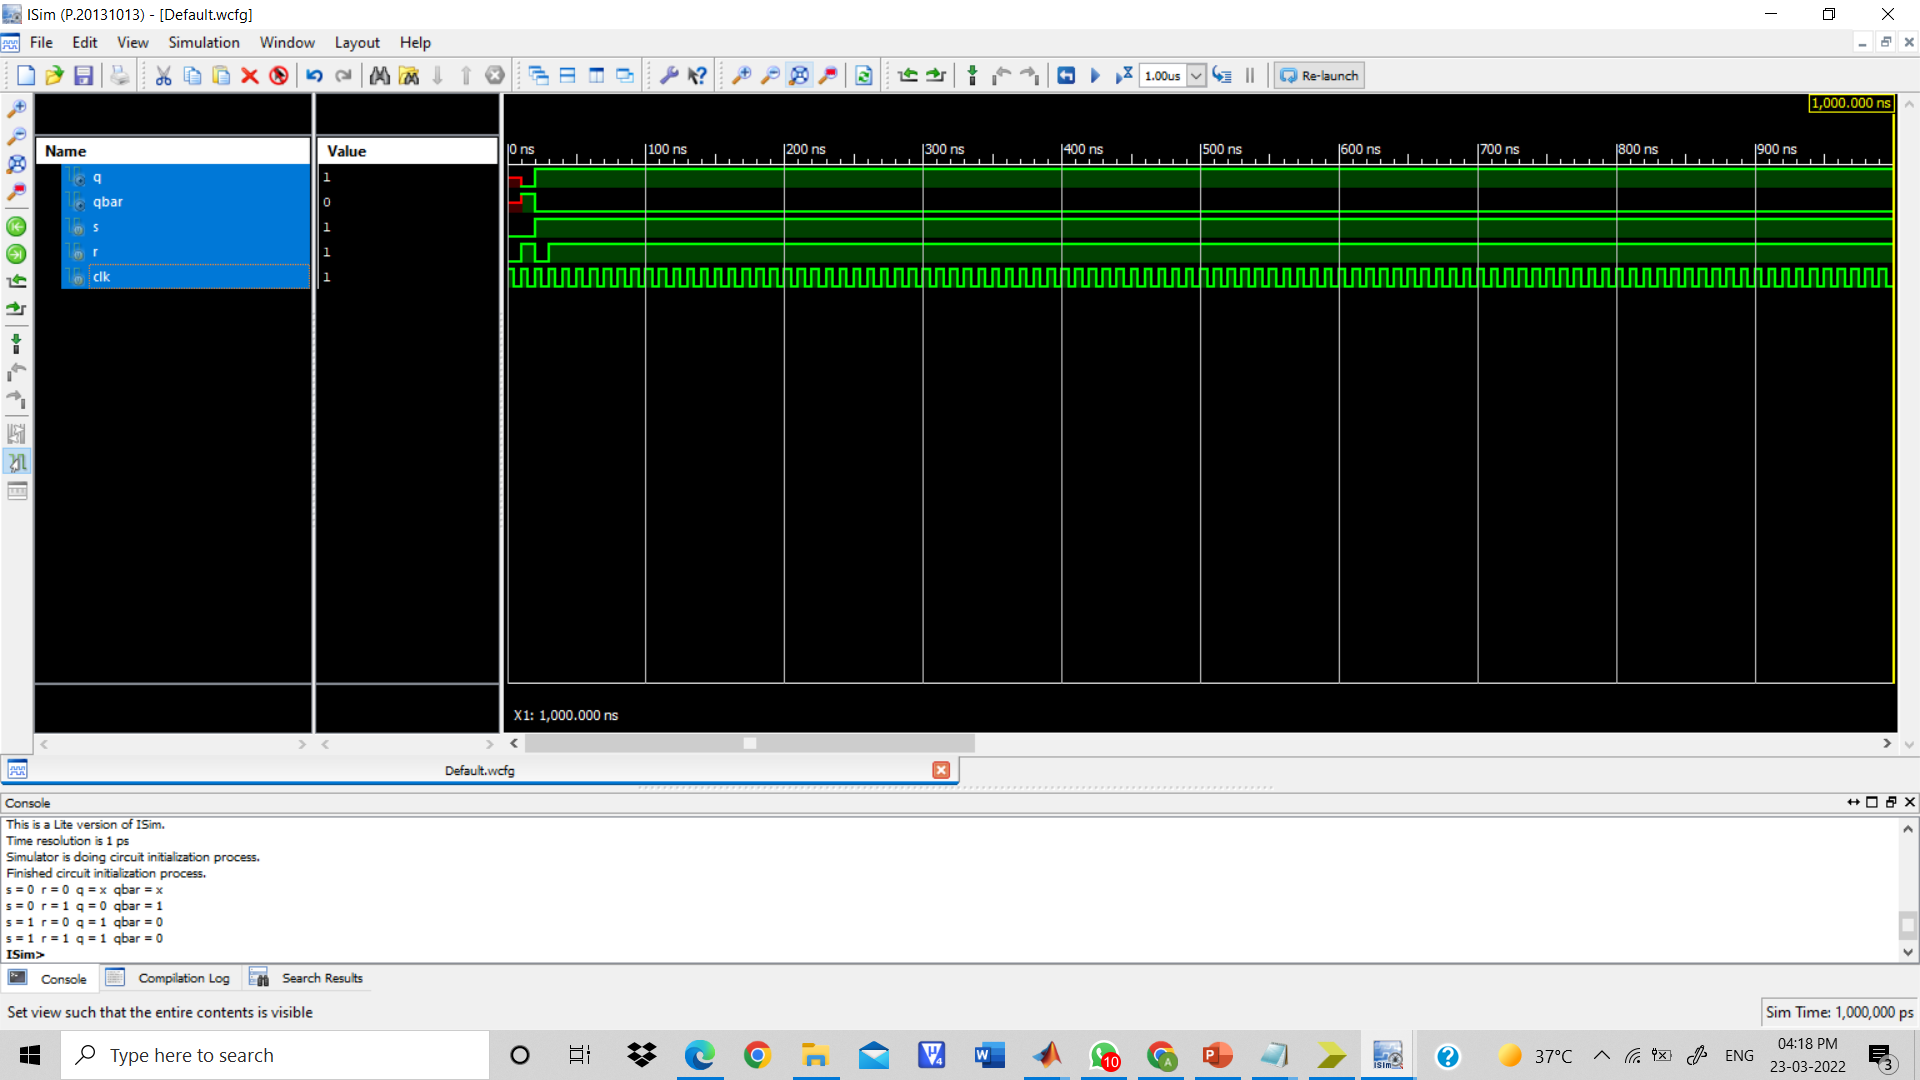 ISim (P.20131013) - [Default.wcfg]
File Edit View Simulation Window Layout Help
1.00us Re-launch
1,000.000 ns
Name Value
0 ns 100 ns 200 ns 300 ns 400 ns 500 ns 600 ns 700 ns 800 ns 900 ns
q 1
qbar 0
s 1
r 1
clk 1
X1: 1,000.000 ns
Default.wcfg
Console
This is a Lite version of ISim.
Time resolution is 1 ps
Simulator is doing circuit initialization process.
Finished circuit initialization process.
s = 0 r = 0 q = x qbar = x
s = 0 r = 1 q = 0 qbar = 1
s = 1 r = 0 q = 1 qbar = 0
s = 1 r = 1 q = 1 qbar = 0
ISim>
Console Compilation Log Search Results
Set view such that the entire contents is visible
Sim Time: 1,000,000 ps
Type here to search
10
37°C
ENG
04:18 PM
23-03-2022
3